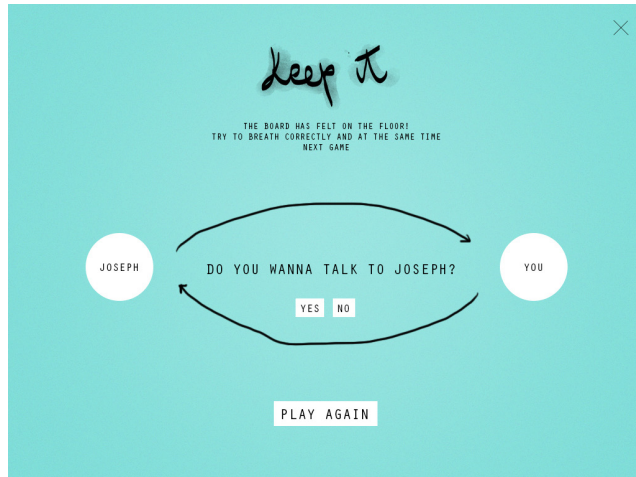 Keep it
THE BOARD HAS FELT ON THE FLOOR!
TRY TO BREATH CORRECTLY AND AT THE SAME TIME
NEXT GAME
JOSEPH
DO YOU WANNA TALK TO JOSEPH?
YOU
YES NO
PLAY AGAIN